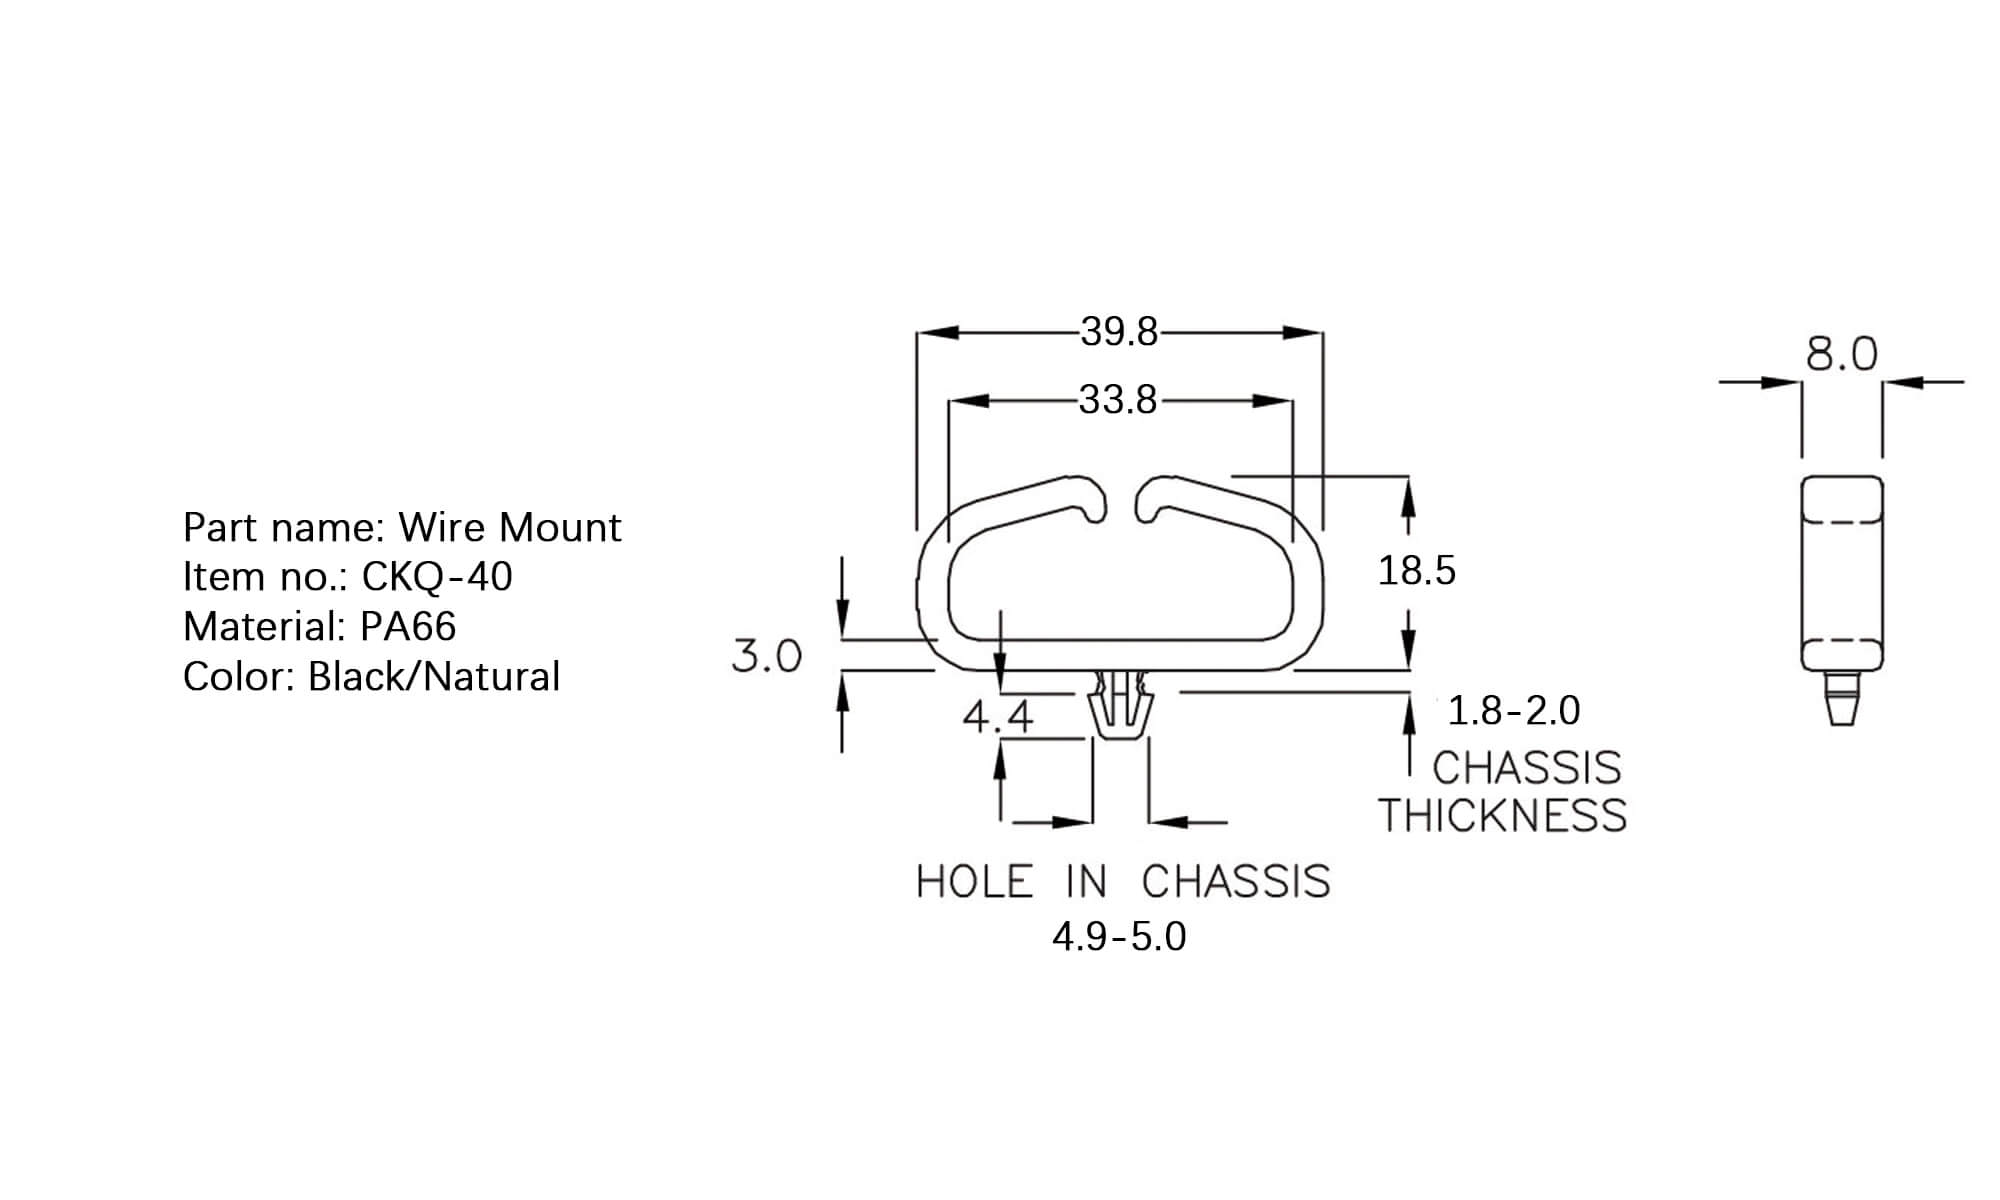 39.8
33.8
8.0
Part name: Wire Mount
Item no.: CKQ-40
Material: PA66
Color: Black/Natural
18.5
3.0
4.4
1.8-2.0
CHASSIS
THICKNESS
HOLE IN CHASSIS
4.9-5.0